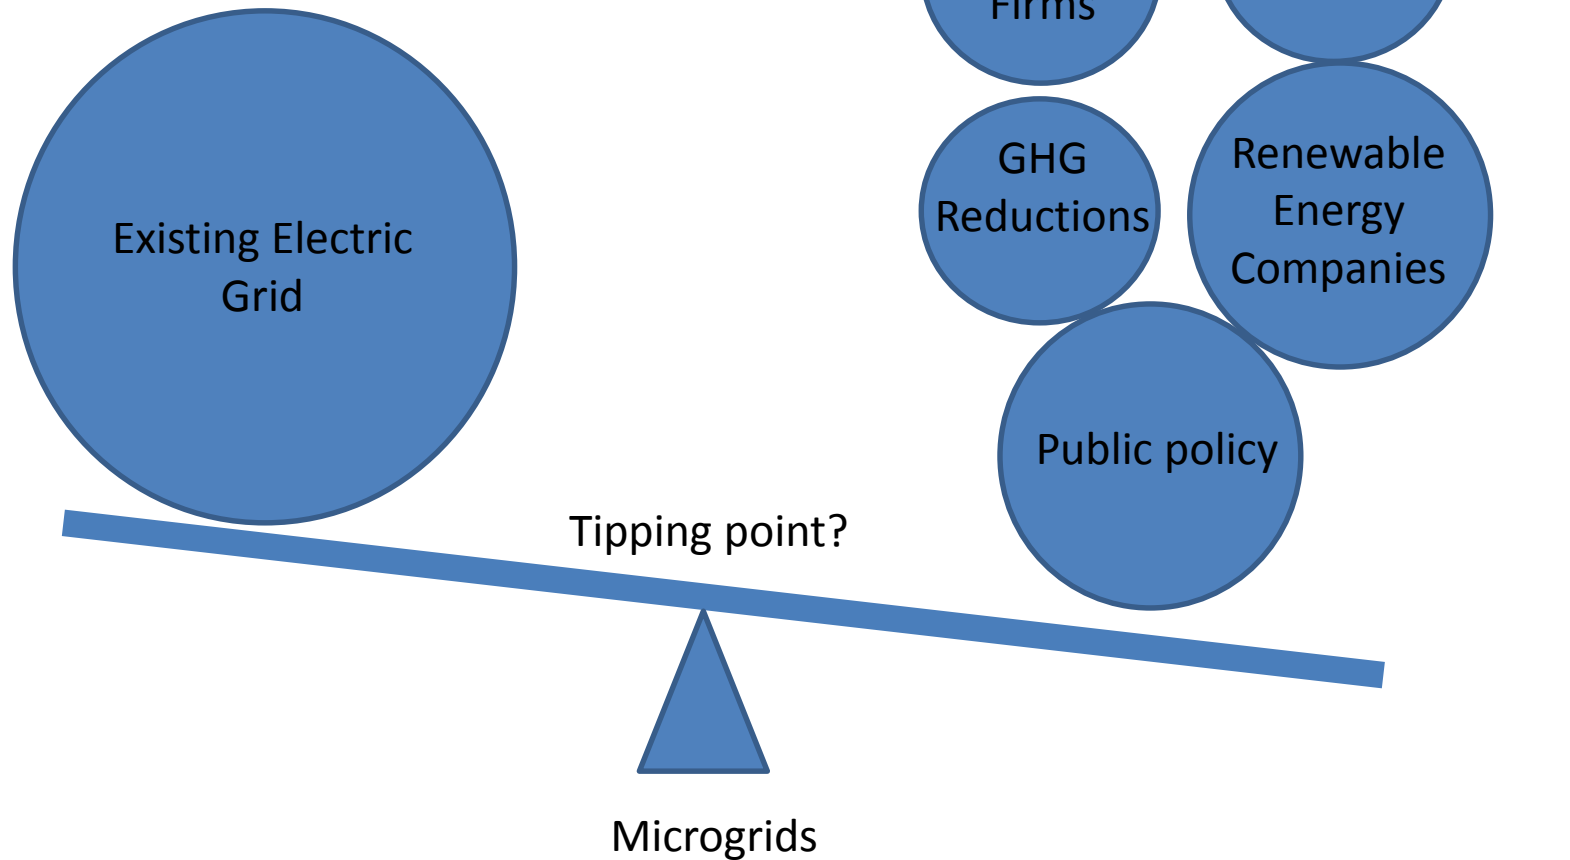 Firms
GHG
Reductions
Renewable
Energy
Companies
Existing Electric
Grid
Public policy
Tipping point?
Microgrids